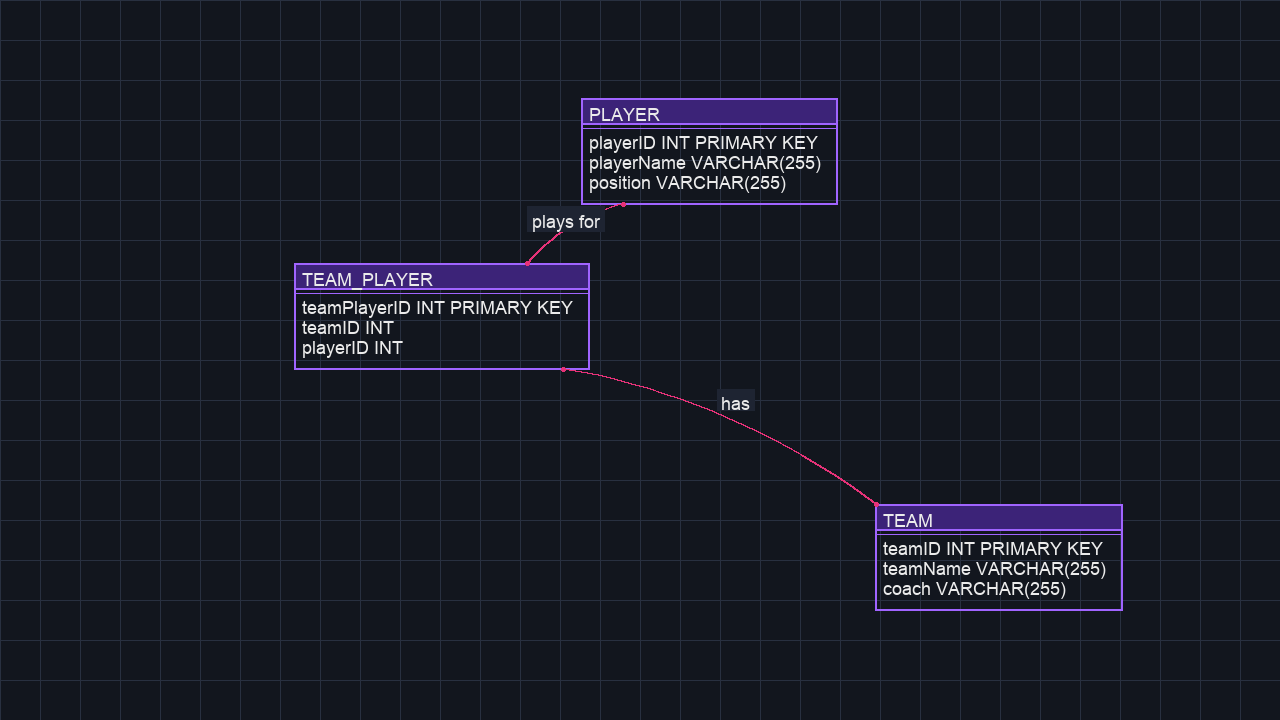 PLAYER
playerID INT PRIMARY KEY
playerName VARCHAR(255)
position VARCHAR(255)
plays for
TEAM_PLAYER
teamPlayerID INT PRIMARY KEY
teamID INT
playerID INT
has
TEAM
teamID INT PRIMARY KEY
teamName VARCHAR(255)
coach VARCHAR(255)